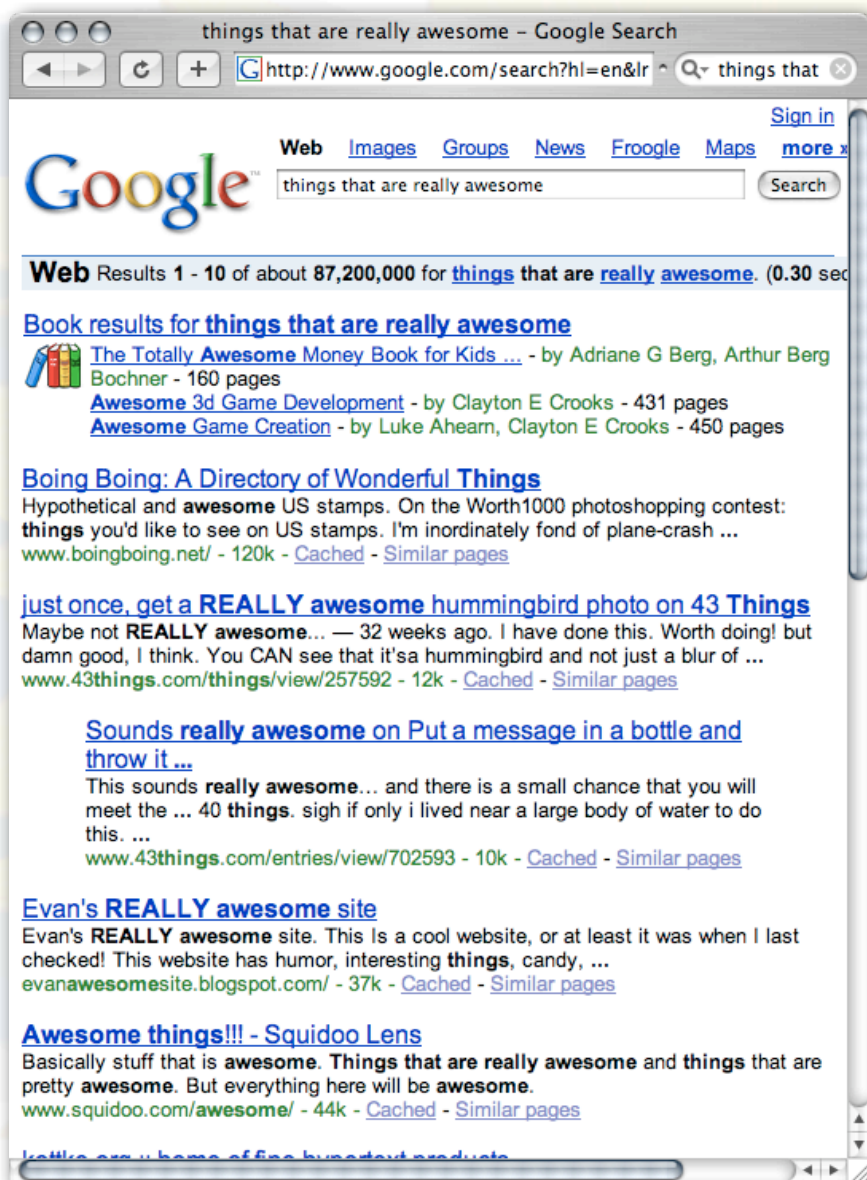 things that are really awesome – Google Search
G http://www.google.com/search?hl=en&lr things that
Sign in
Web Images Groups News Froogle Maps more »
Google™
things that are really awesome Search
Web Results 1 - 10 of about 87,200,000 for things that are really awesome. (0.30 sec
Book results for things that are really awesome
The Totally Awesome Money Book for Kids ... - by Adriane G Berg, Arthur Berg
Bochner - 160 pages
Awesome 3d Game Development - by Clayton E Crooks - 431 pages
Awesome Game Creation - by Luke Ahearn, Clayton E Crooks - 450 pages
Boing Boing: A Directory of Wonderful Things
Hypothetical and awesome US stamps. On the Worth1000 photoshopping contest:
things you'd like to see on US stamps. I'm inordinately fond of plane-crash ...
www.boingboing.net/ - 120k - Cached - Similar pages
just once, get a REALLY awesome hummingbird photo on 43 Things
Maybe not REALLY awesome... — 32 weeks ago. I have done this. Worth doing! but
damn good, I think. You CAN see that it'sa hummingbird and not just a blur of ...
www.43things.com/things/view/257592 - 12k - Cached - Similar pages
Sounds really awesome on Put a message in a bottle and
throw it ...
This sounds really awesome... and there is a small chance that you will
meet the ... 40 things. sigh if only i lived near a large body of water to do
this. ...
www.43things.com/entries/view/702593 - 10k - Cached - Similar pages
Evan's REALLY awesome site
Evan's REALLY awesome site. This Is a cool website, or at least it was when I last
checked! This website has humor, interesting things, candy, ...
evanawesomesite.blogspot.com/ - 37k - Cached - Similar pages
Awesome things!!! - Squidoo Lens
Basically stuff that is awesome. Things that are really awesome and things that are
pretty awesome. But everything here will be awesome.
www.squidoo.com/awesome/ - 44k - Cached - Similar pages
kottke.org :: home of fine hypertext products